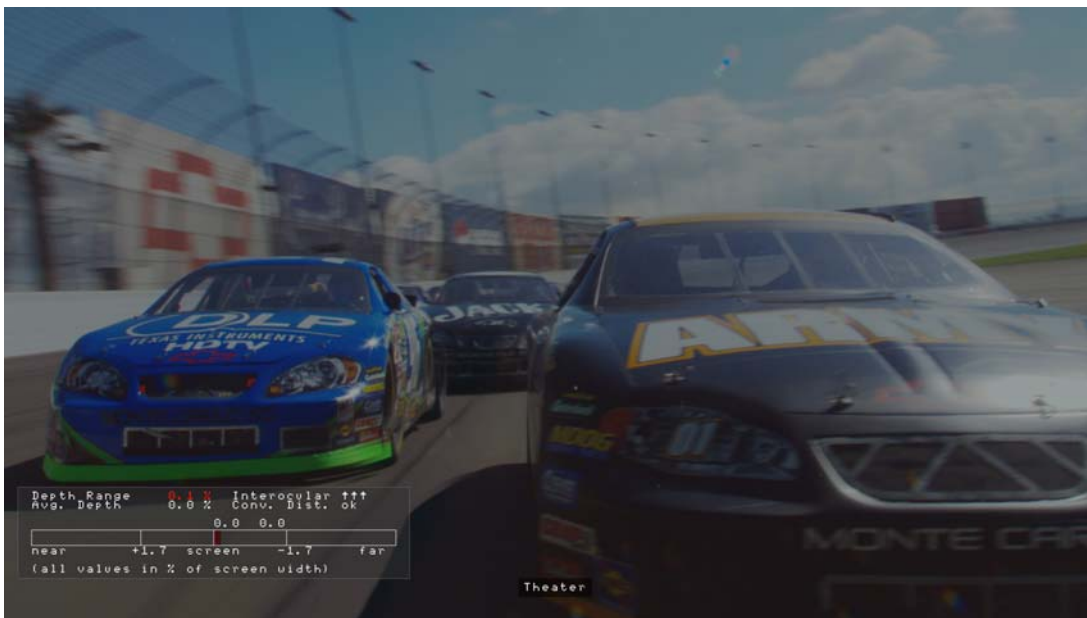 DLP
TEXAS INSTRUMENTS
HDTV
JACK
ARMY
01
MOOG
MONTE CAR
Depth Range 0.1 % Interocular ↑↑↑
Avg. Depth 0.0 % Conv. Dist. ok
0.0 0.0
near +1.7 screen -1.7 far
(all values in % of screen width)
Theater